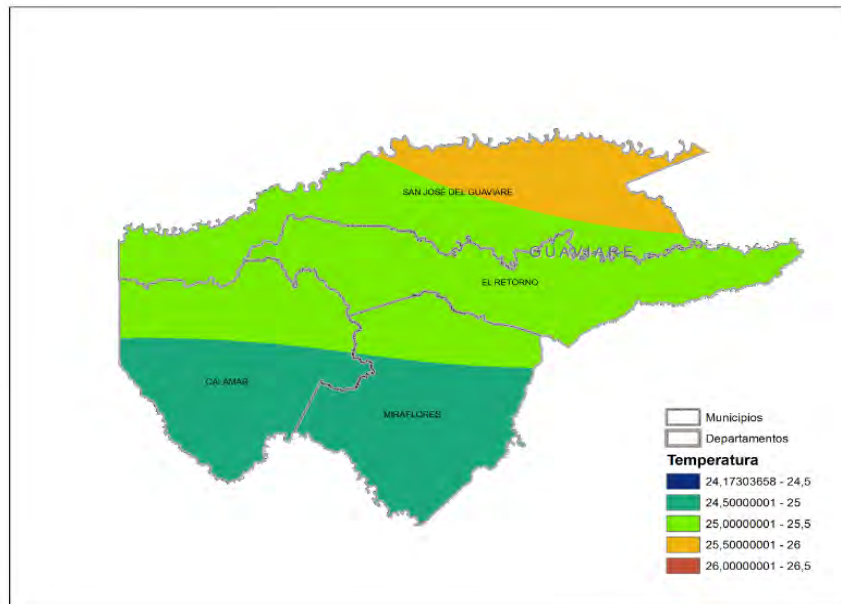 SAN JOSÉ DEL GUAVIARE
GUAVIARE
EL RETORNO
CALAMAR
MIRAFLORES
Municipios
Departamentos
Temperatura
24,17303658 - 24,5
24,50000001 - 25
25,00000001 - 25,5
25,50000001 - 26
26,00000001 - 26,5